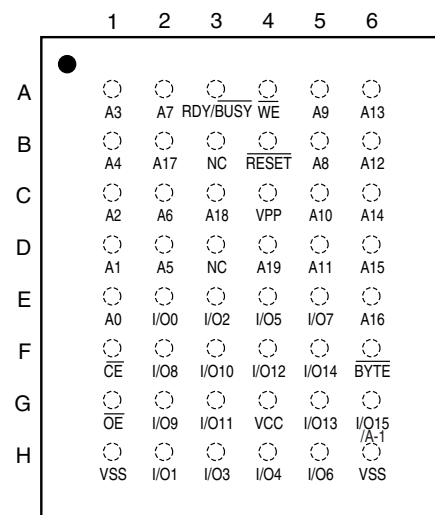 1 2 3 4 5 6
A
A3 A7 RDY/BUSY WE A9 A13
B
A4 A17 NC RESET A8 A12
C
A2 A6 A18 VPP A10 A14
D
A1 A5 NC A19 A11 A15
E
A0 I/O0 I/O2 I/O5 I/O7 A16
F
CE I/O8 I/O10 I/O12 I/O14 BYTE
G
OE I/O9 I/O11 VCC I/O13 I/O15
/A-1
H
VSS I/O1 I/O3 I/O4 I/O6 VSS